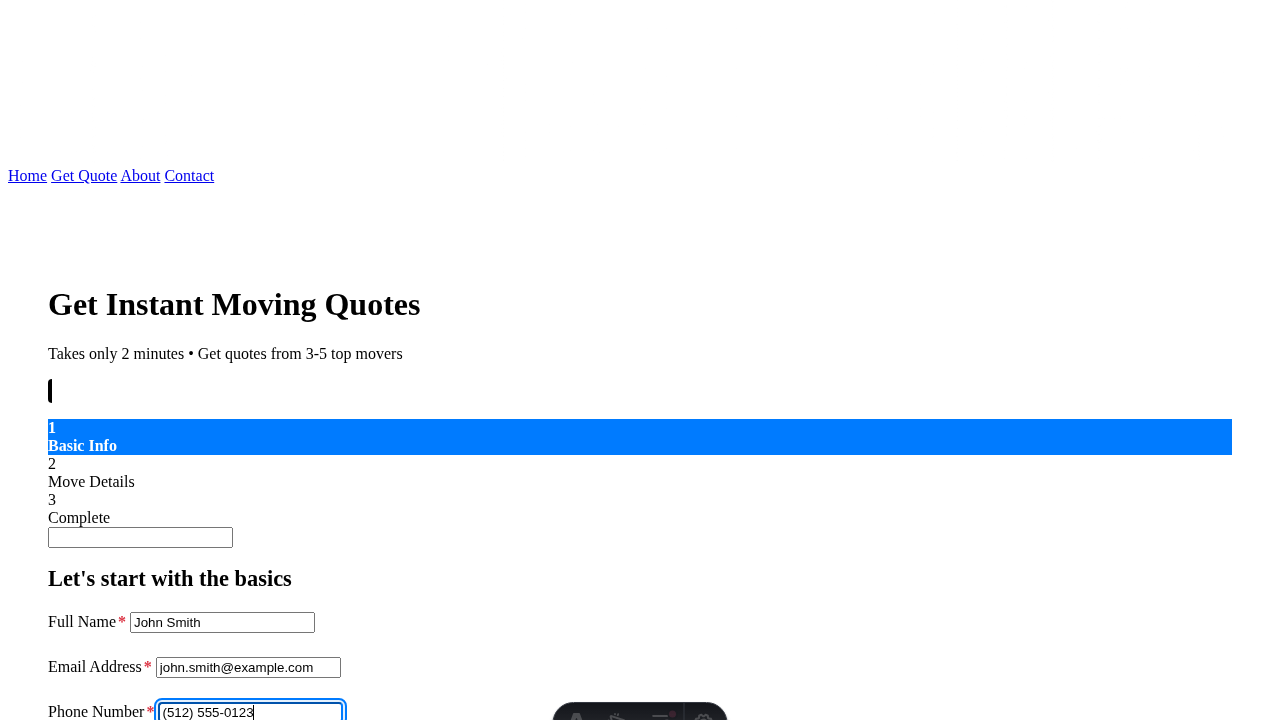 Home Get Quote About Contact
Get Instant Moving Quotes
Takes only 2 minutes • Get quotes from 3-5 top movers
1
Basic Info
2
Move Details
3
Complete
Let's start with the basics
Full Name * John Smith
Email Address * john.smith@example.com
Phone Number * (512) 555-0123